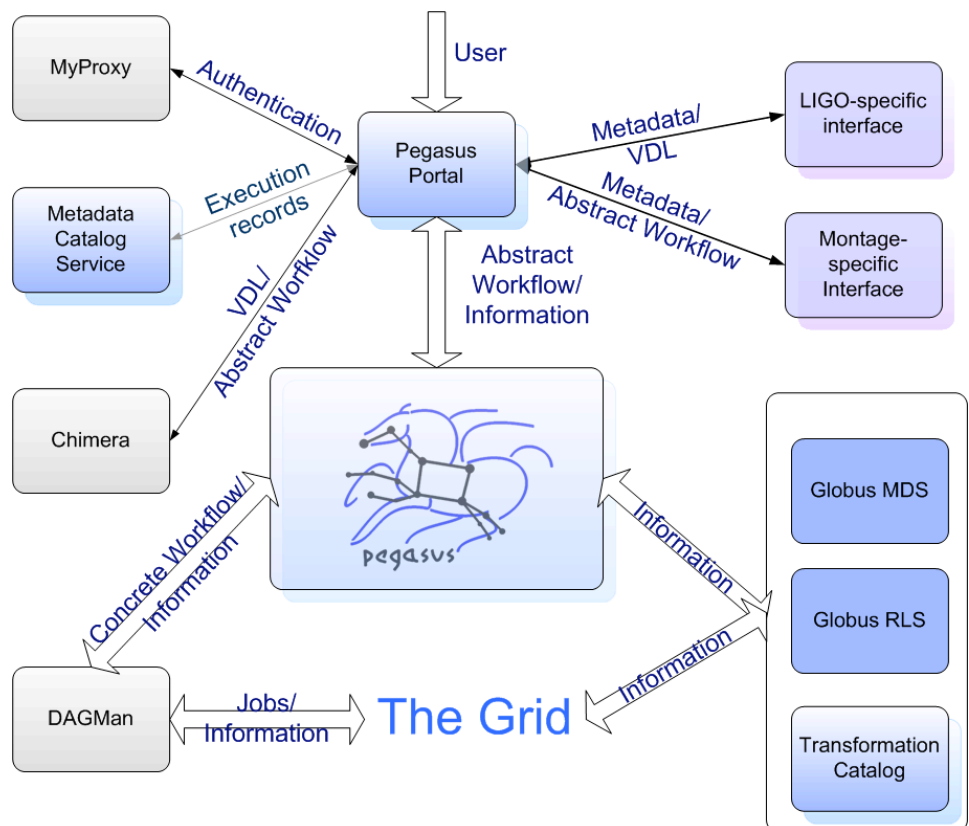 MyProxy
User
Authentication
Pegasus
Portal
Metadata/
VDL
LIGO-specific
interface
Metadata
Catalog
Service
Execution
records
Metadata/
Abstract Workflow
Montage-
specific
Interface
VDL/
Abstract Worfklow
Abstract
Workflow/
Information
Chimera
pegasus
Globus MDS
Concrete Workflow/
Information
Information
Globus RLS
Information
DAGMan
Jobs/
Information
The Grid
Transformation
Catalog